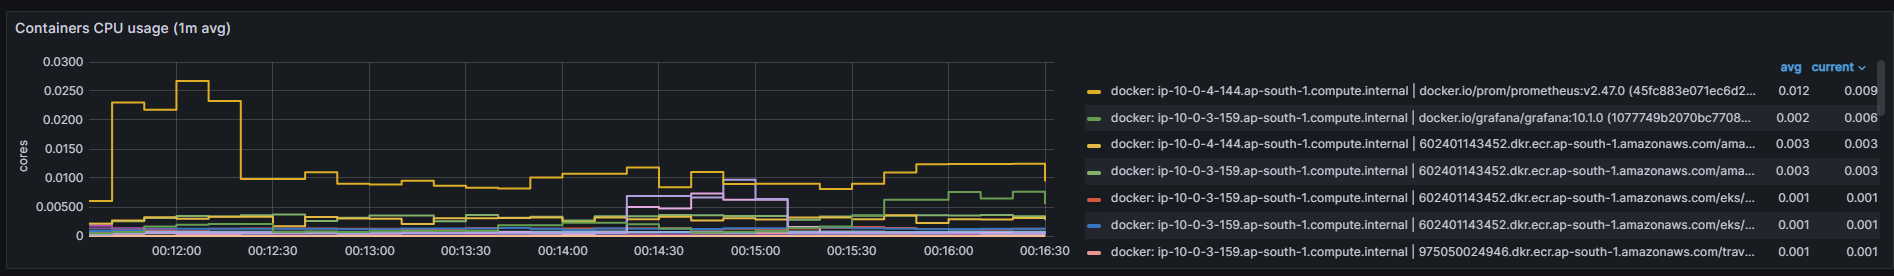 Containers CPU usage (1m avg)
cores
0.0300
0.0250
0.0200
0.0150
0.0100
0.00500
0
00:12:00 00:12:30 00:13:00 00:13:30 00:14:00 00:14:30 00:15:00 00:15:30 00:16:00 00:16:30
avg current
docker: ip-10-0-4-144.ap-south-1.compute.internal | docker.io/prom/prometheus:v2.47.0 (45fc883e071ec6d2... 0.012 0.009
docker: ip-10-0-3-159.ap-south-1.compute.internal | docker.io/grafana/grafana:10.1.0 (1077749b2070bc7708... 0.002 0.006
docker: ip-10-0-4-144.ap-south-1.compute.internal | 602401143452.dkr.ecr.ap-south-1.amazonaws.com/ama... 0.003 0.003
docker: ip-10-0-3-159.ap-south-1.compute.internal | 602401143452.dkr.ecr.ap-south-1.amazonaws.com/ama... 0.003 0.003
docker: ip-10-0-3-159.ap-south-1.compute.internal | 602401143452.dkr.ecr.ap-south-1.amazonaws.com/eks/... 0.001 0.001
docker: ip-10-0-3-159.ap-south-1.compute.internal | 602401143452.dkr.ecr.ap-south-1.amazonaws.com/eks/... 0.001 0.001
docker: ip-10-0-3-159.ap-south-1.compute.internal | 975050024946.dkr.ecr.ap-south-1.amazonaws.com/trav... 0.001 0.001